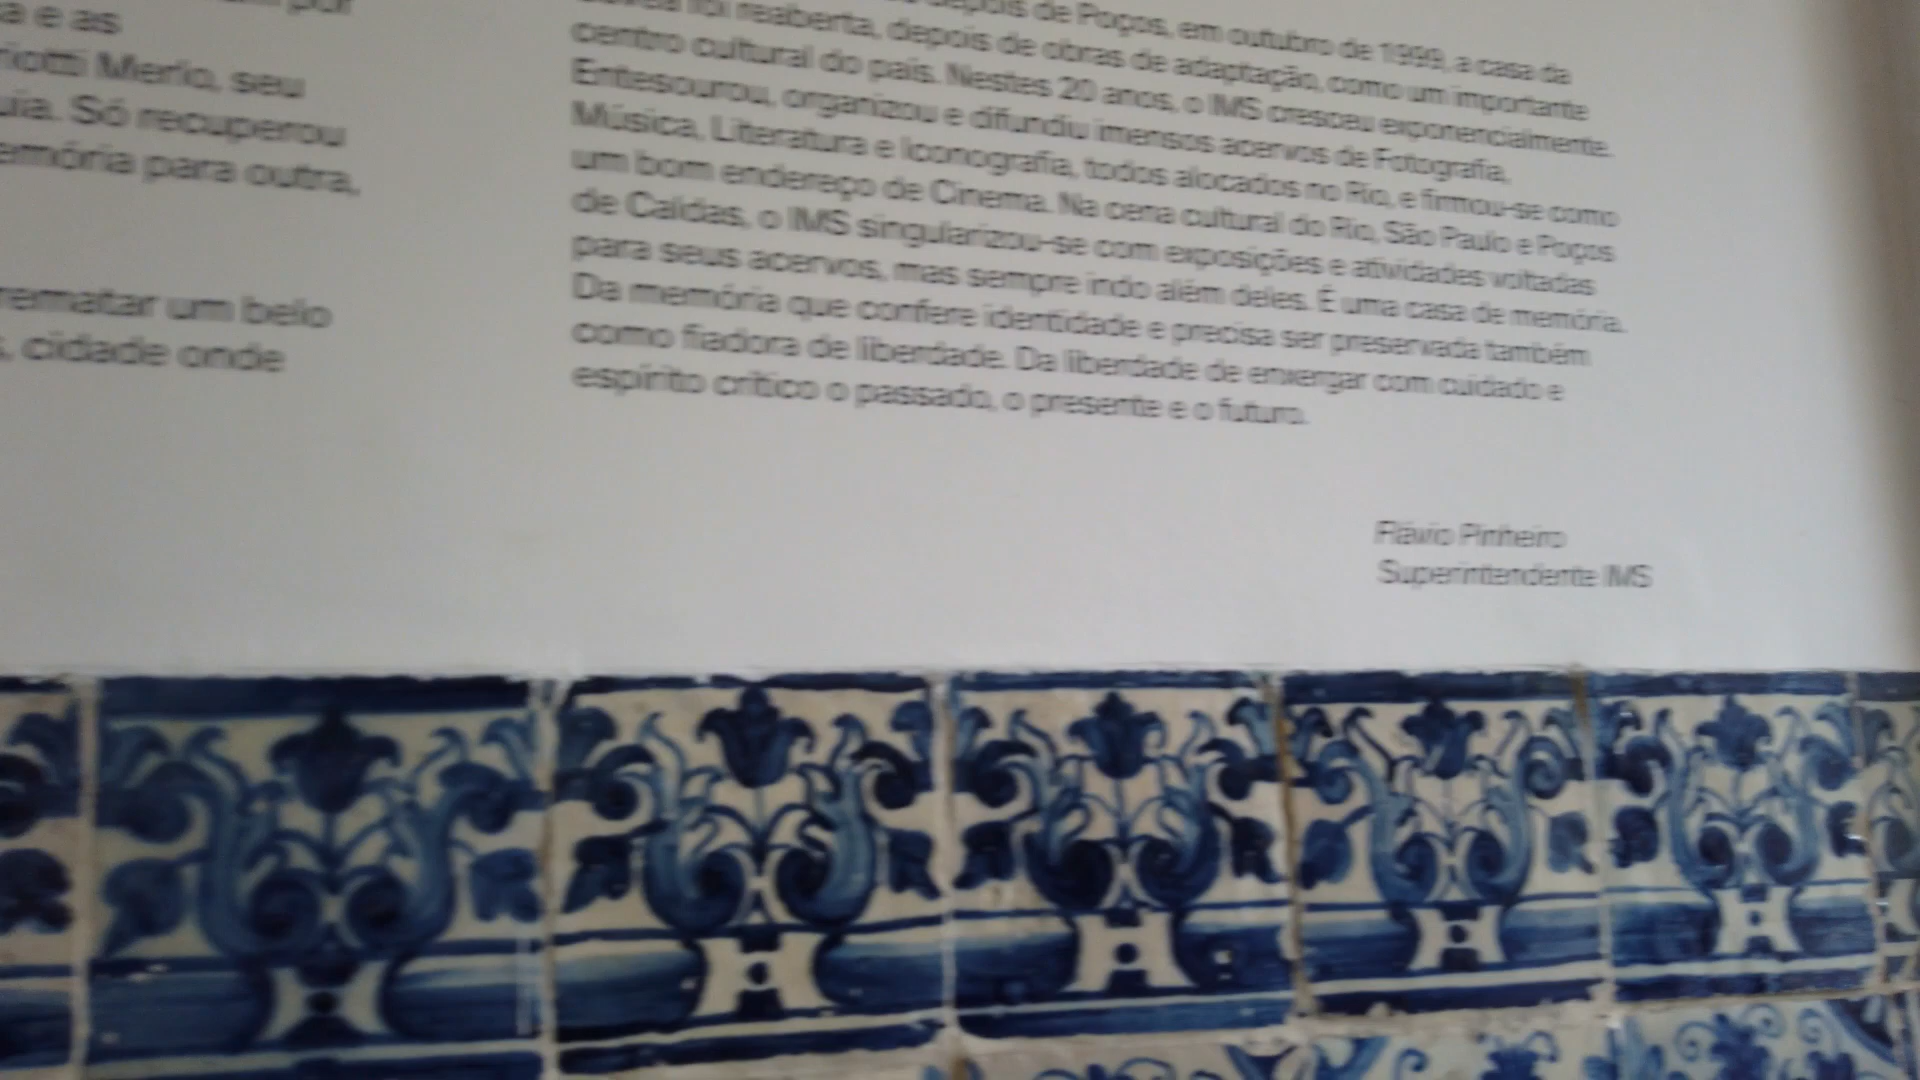 a e as
riotti Merlo, seu
uia. Só recuperou
emória para outra,
rematar um belo
, cidade onde
depois de Poços, em outubro de 1999, a casa da
foi reaberta, depois de obras de adaptação, como um importante
centro cultural do país. Nestes 20 anos, o IMS cresceu exponencialmente.
Entesourou, organizou e difundiu imensos acervos de Fotografia,
Música, Literatura e Iconografia, todos alocados no Rio, e firmou-se como
um bom endereço de Cinema. Na cena cultural do Rio, São Paulo e Poços
de Caldas, o IMS singularizou-se com exposições e atividades voltadas
para seus acervos, mas sempre indo além deles. É uma casa de memória.
Da memória que confere identidade e precisa ser preservada também
como fiadora de liberdade. Da liberdade de enxergar com cuidado e
espírito crítico o passado, o presente e o futuro.
Flávio Pinheiro
Superintendente IMS